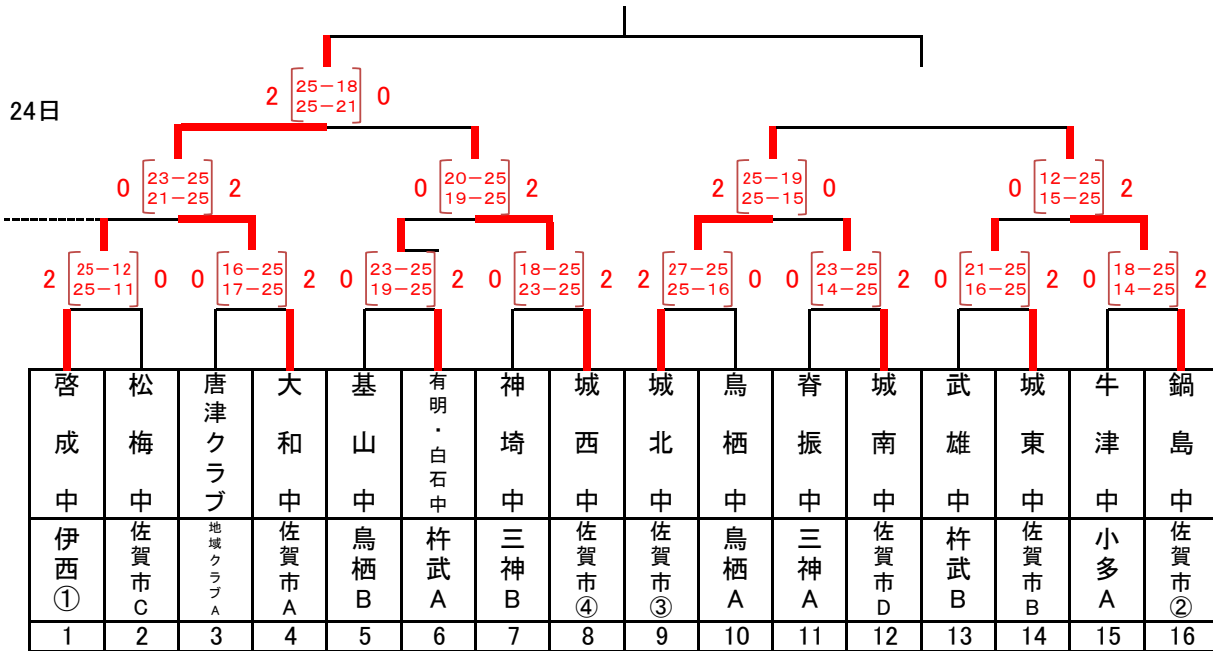 25-18
2 0
25-21
24日
23-25 20-25 25-19 12-25
0 2 0 2 2 0 0 2
21-25 19-25 25-15 15-25
25-12 16-25 23-25 18-25 27-25 23-25 21-25 18-25
2 0 0 2 0 2 0 2 2 0 0 2 0 2 0 2
25-11 17-25 19-25 23-25 25-16 14-25 16-25 14-25
啓成中 松梅中 唐津クラブ 大和中 基山中 有明・白石中 神埼中 城西中 城北中 鳥栖中 脊振中 城南中 武雄中 城東中 牛津中 鍋島中
伊西① 佐賀市C 地域クラブA 佐賀市A 鳥栖B 杵武A 三神B 佐賀市④ 佐賀市③ 鳥栖A 三神A 佐賀市D 杵武B 佐賀市B 小多A 佐賀市②
1 2 3 4 5 6 7 8 9 10 11 12 13 14 15 16